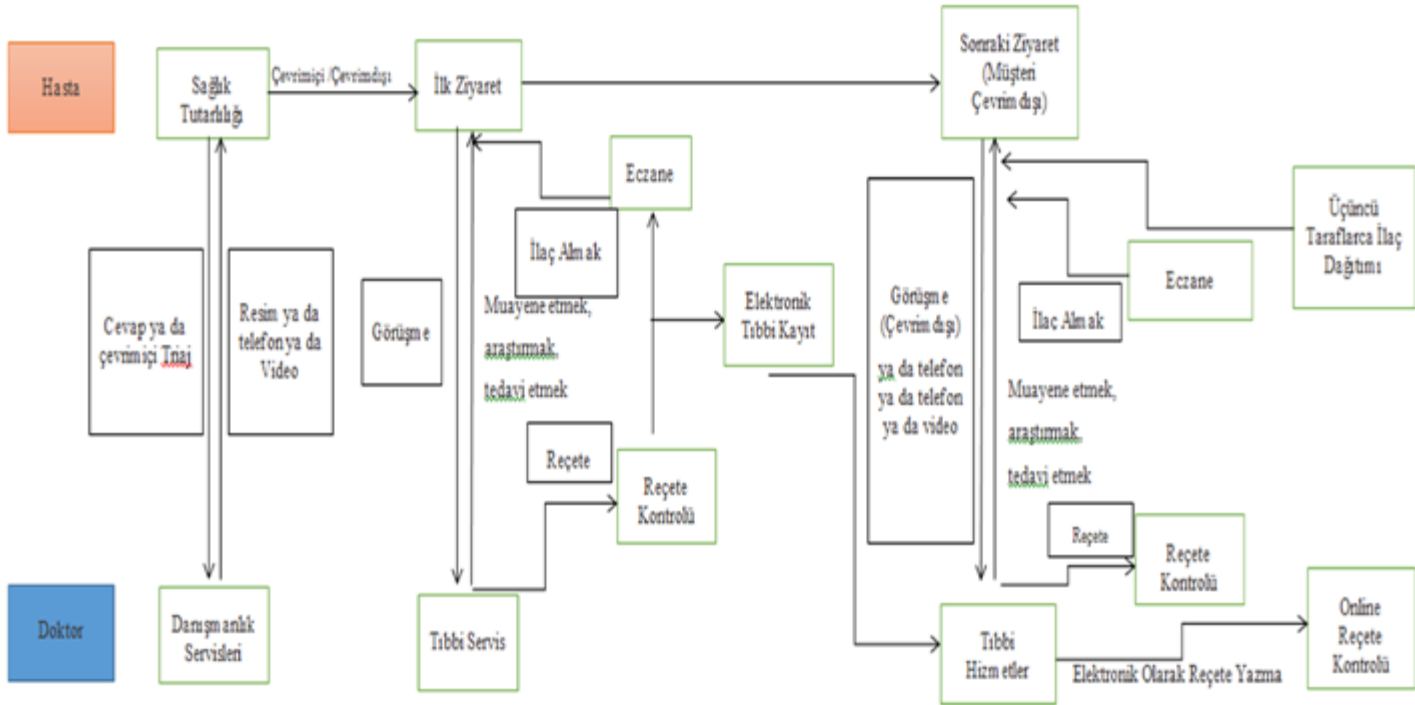 Hasta
Sağlık
Tutarlılığı
Çevrimiçi /Çevrimdışı
İlk Ziyaret
Sonraki Ziyaret
(Müşteri
Çevrim dışı)
Eczane
İlaç Almak
Üçüncü
Taraflarca İlaç
Dağıtımı
Eczane
İlaç Almak
Cevap ya da
çevrimiçi Triaj
Resim ya da
telefon ya da
Video
Görüşme
Muayene etmek,
araştırmak,
tedavi etmek
Elektronik
Tıbbi Kayıt
Görüşme
(Çevrim dışı)
ya da telefon
ya da telefon
ya da video
Muayene etmek,
araştırmak,
tedavi etmek
Reçete
Reçete
Kontrolü
Reçete
Reçete
Kontrolü
Doktor
Danışmanlık
Servisleri
Tıbbi Servis
Tıbbi
Hizmetler
Elektronik Olarak Reçete Yazma
Online
Reçete
Kontrolü